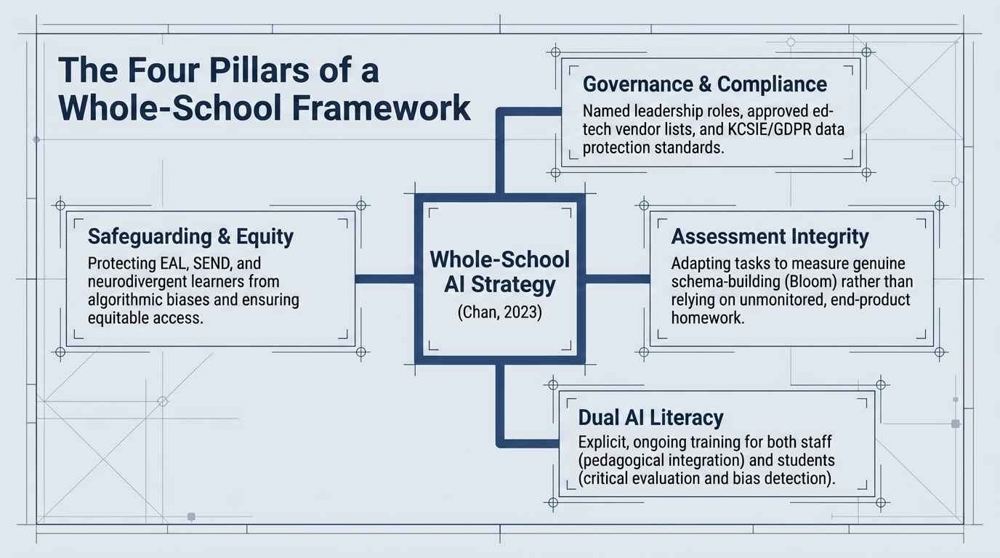 The Four Pillars of a
Whole-School Framework
Governance & Compliance
Named leadership roles, approved ed-
tech vendor lists, and KCSIE/GDPR data
protection standards.
Safeguarding & Equity
Protecting EAL, SEND, and
neurodivergent learners from
algorithmic biases and ensuring
equitable access.
Whole-School
AI Strategy
(Chan, 2023)
Assessment Integrity
Adapting tasks to measure genuine
schema-building (Bloom) rather than
relying on unmonitored, end-product
homework.
Dual AI Literacy
Explicit, ongoing training for both staff
(pedagogical integration) and students
(critical evaluation and bias detection).